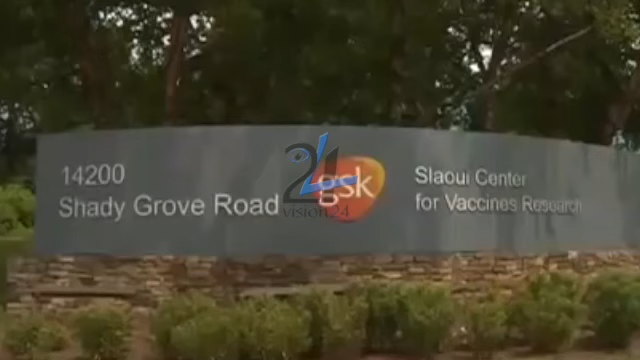 14200
Shady Grove Road
gsk
Slaoui Center
for Vaccines Research
24
vision24